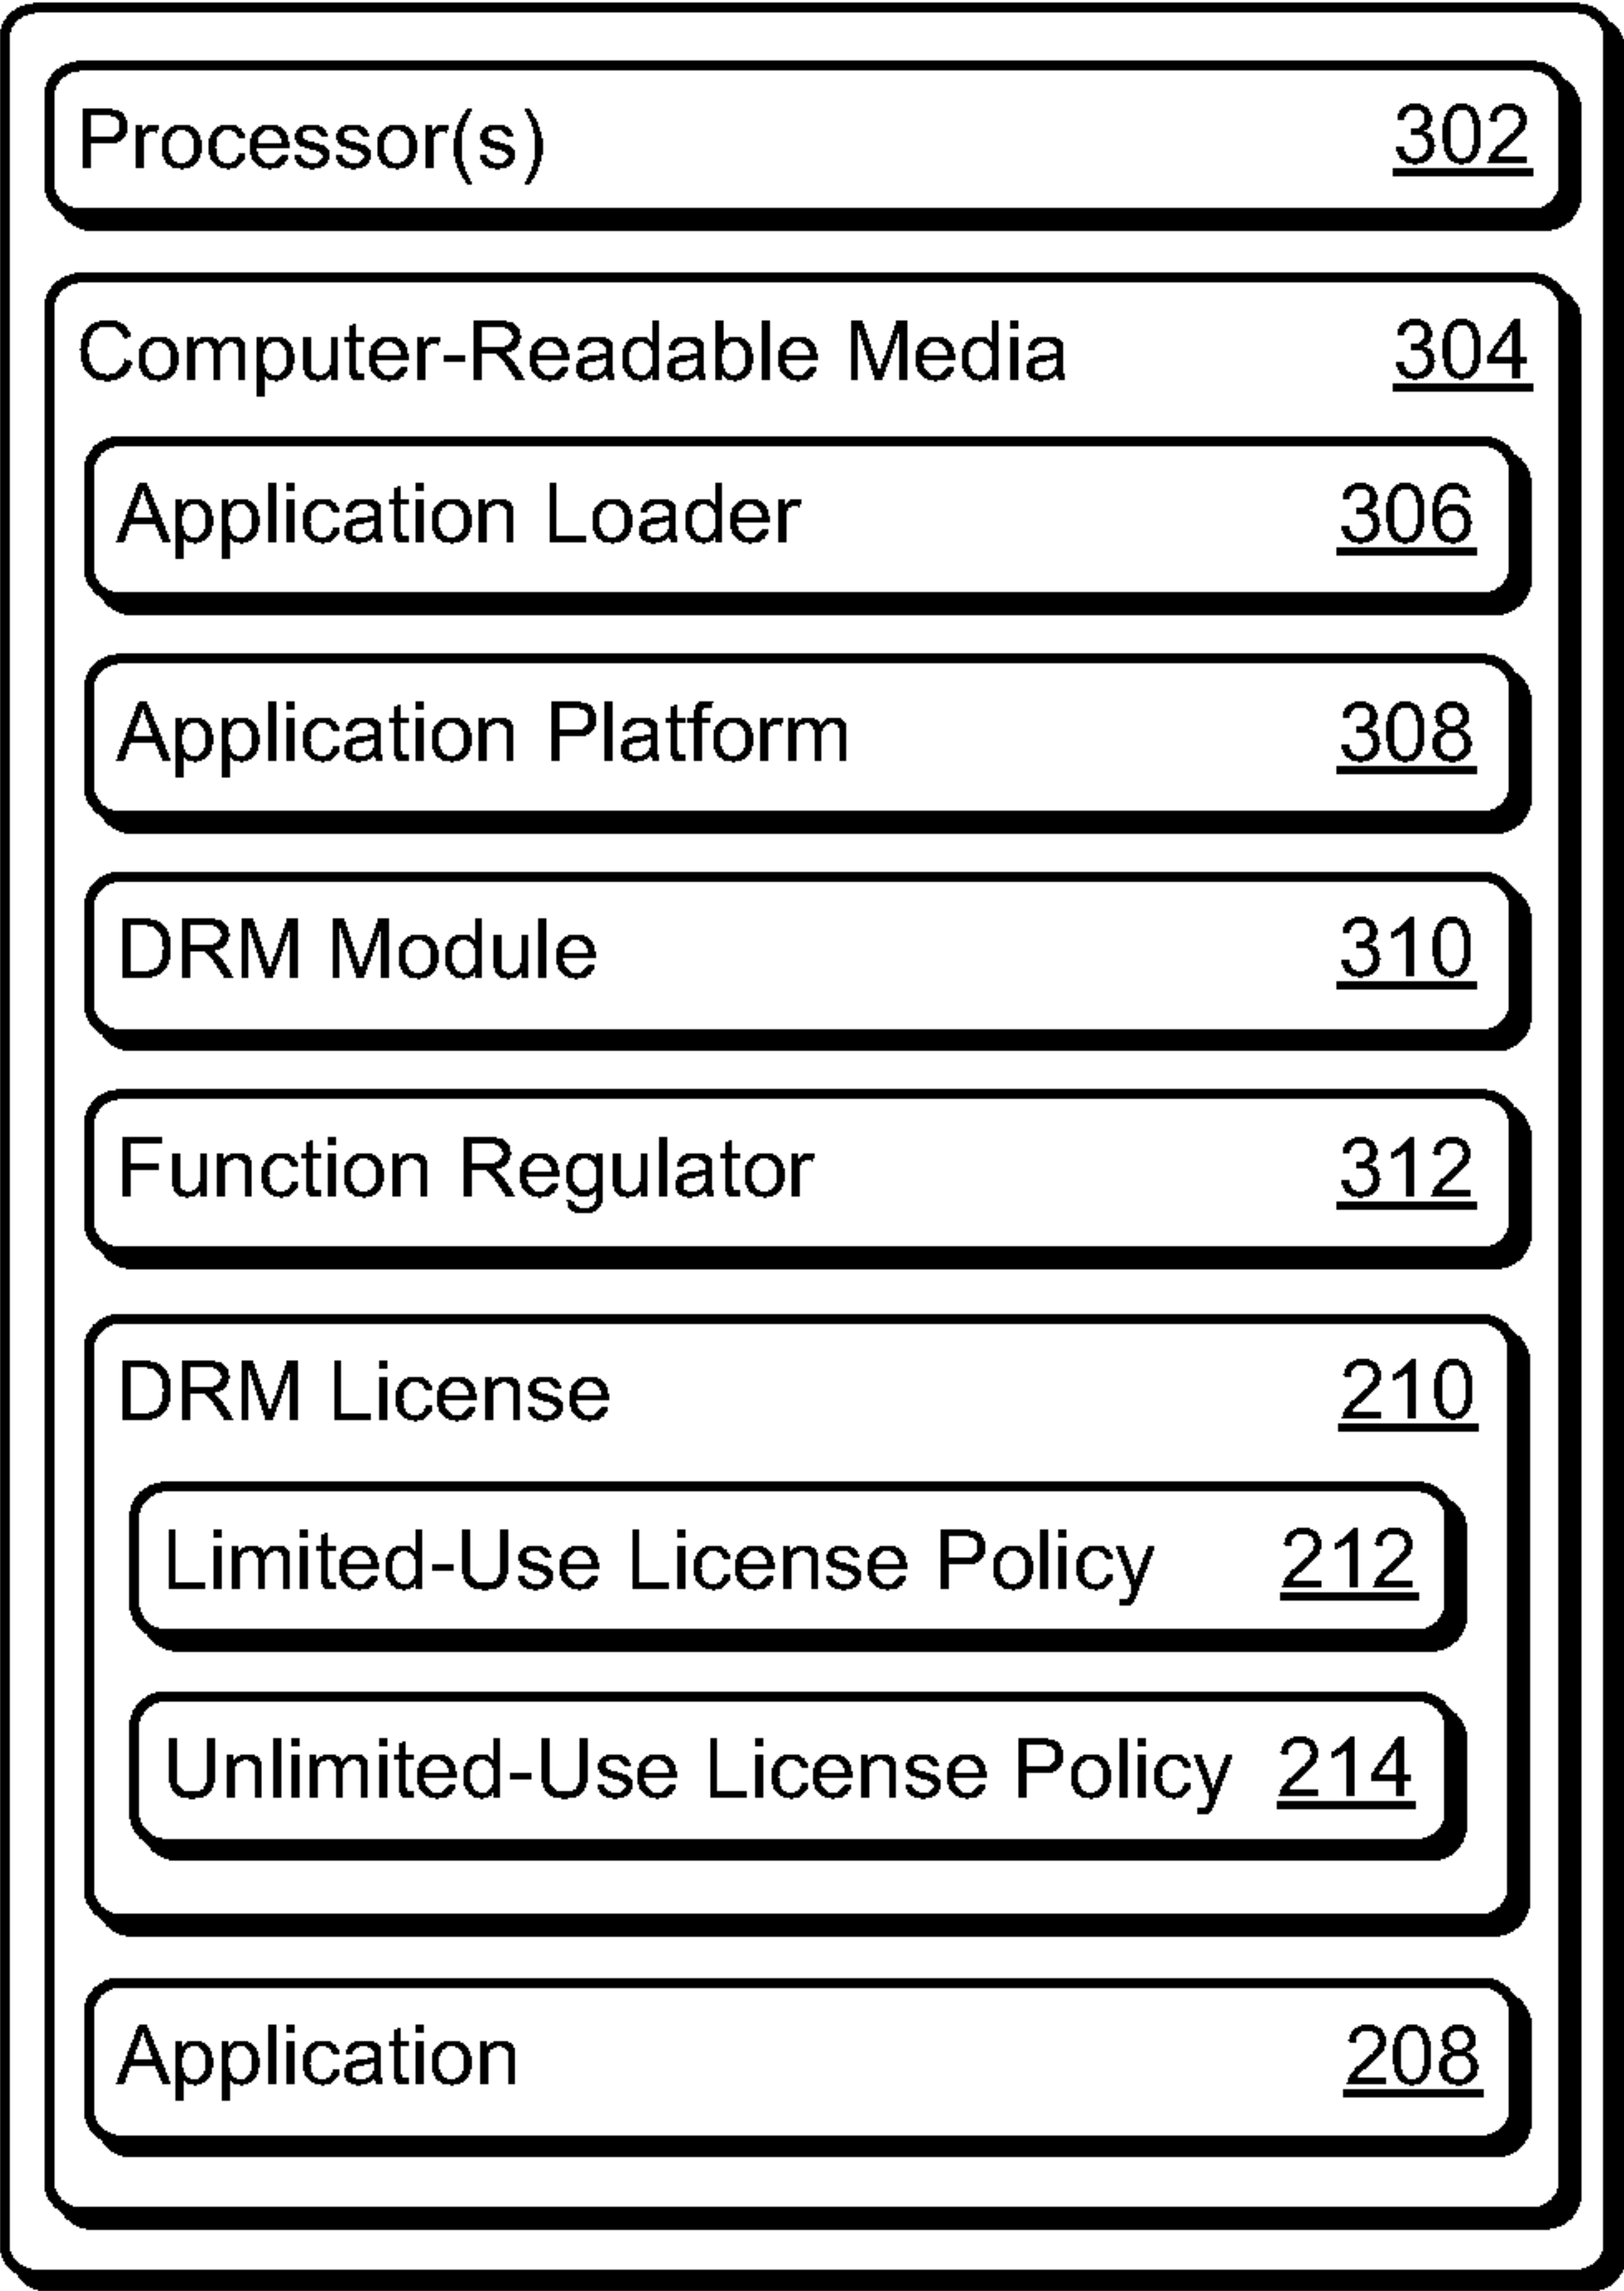 Processor(s) 302
Computer-Readable Media 304
Application Loader 306
Application Platform 308
DRM Module 310
Function Regulator 312
DRM License 210
Limited-Use License Policy 212
Unlimited-Use License Policy 214
Application 208